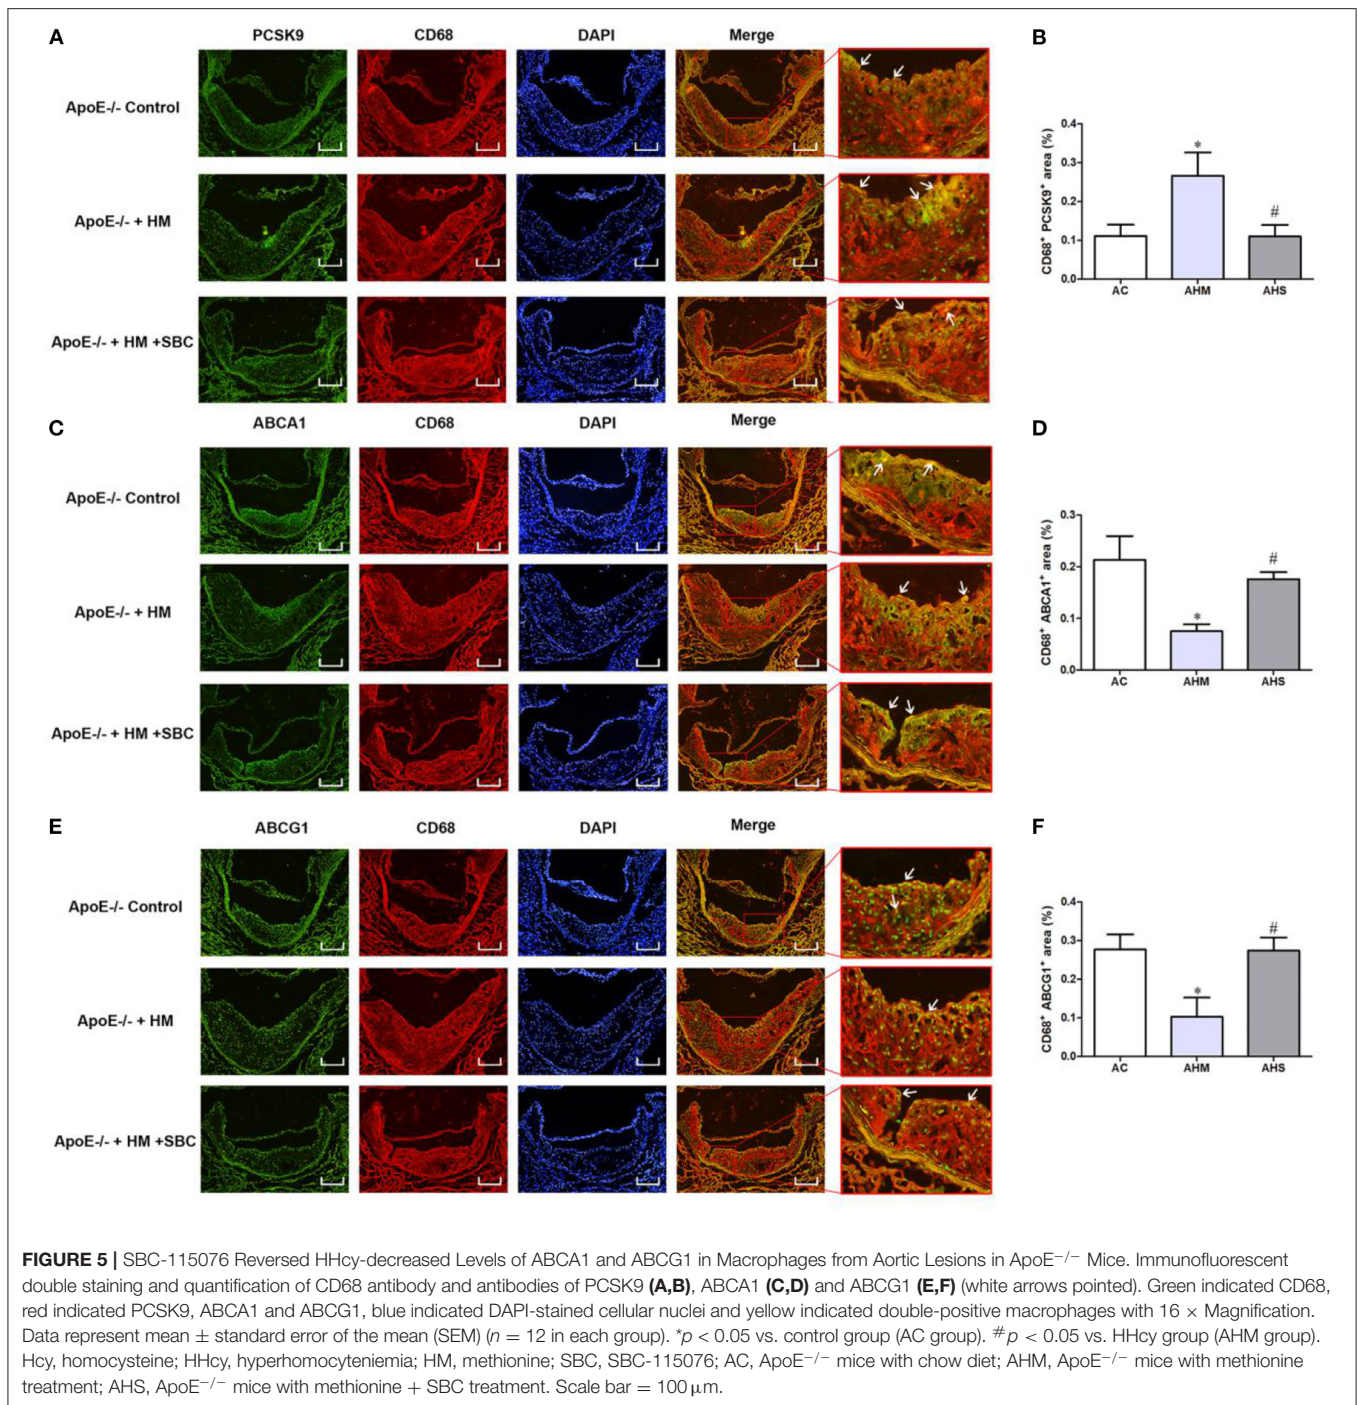 A
PCSK9 CD68 DAPI Merge
ApoE-/- Control
ApoE-/- + HM
ApoE-/- + HM +SBC
B
CD68+ PCSK9+ area (%)
0.4
0.3
0.2
0.1
0.0
*
#
AC AHM AHS
C
ABCA1 CD68 DAPI Merge
ApoE-/- Control
ApoE-/- + HM
ApoE-/- + HM +SBC
D
CD68+ ABCA1+ area (%)
0.3
0.2
0.1
0.0
*
#
AC AHM AHS
E
ABCG1 CD68 DAPI Merge
ApoE-/- Control
ApoE-/- + HM
ApoE-/- + HM +SBC
F
CD68+ ABCG1+ area (%)
0.4
0.3
0.2
0.1
0.0
*
#
AC AHM AHS
FIGURE 5 | SBC-115076 Reversed HHcy-decreased Levels of ABCA1 and ABCG1 in Macrophages from Aortic Lesions in ApoE−/− Mice. Immunofluorescent
double staining and quantification of CD68 antibody and antibodies of PCSK9 (A,B), ABCA1 (C,D) and ABCG1 (E,F) (white arrows pointed). Green indicated CD68,
red indicated PCSK9, ABCA1 and ABCG1, blue indicated DAPI-stained cellular nuclei and yellow indicated double-positive macrophages with 16 × Magnification.
Data represent mean ± standard error of the mean (SEM) (n = 12 in each group). *p < 0.05 vs. control group (AC group). #p < 0.05 vs. HHcy group (AHM group).
Hcy, homocysteine; HHcy, hyperhomocyteniemia; HM, methionine; SBC, SBC-115076; AC, ApoE−/− mice with chow diet; AHM, ApoE−/− mice with methionine
treatment; AHS, ApoE−/− mice with methionine + SBC treatment. Scale bar = 100 µm.